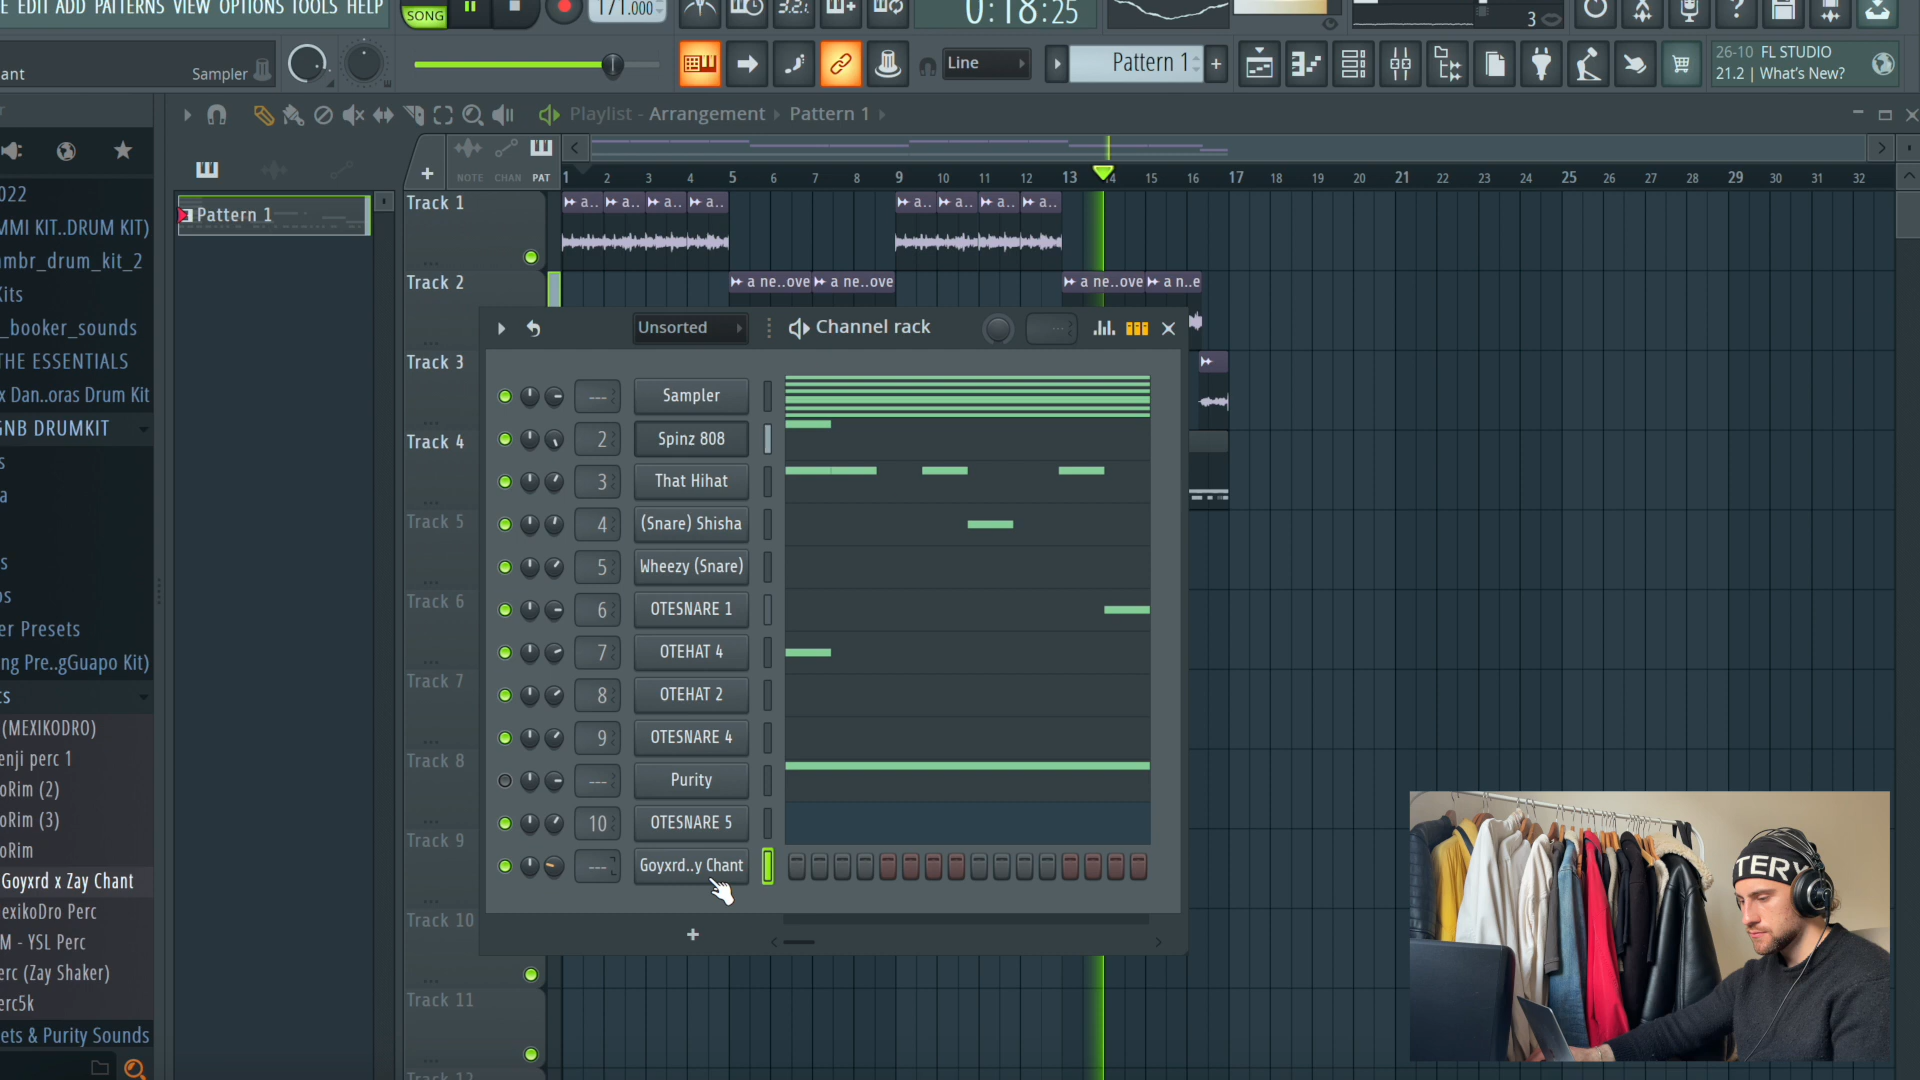 E EDIT ADD PATTERNS VIEW OPTIONS TOOLS HELP
SONG
171.000
3.2
0:18:25
3
ant
Sampler
Line
Pattern 1
+
26-10 FL STUDIO
21.2 | What's New?
Playlist - Arrangement
Pattern 1
NOTE CHAN PAT
1 2 3 4 5 6 7 8 9 10 11 12 13 14 15 16 17 18 19 20 21 22 23 24 25 26 27 28 29 30 31 32
022
MMI KIT..DRUM KIT)
ambr_drum_kit_2
Kits
_booker_sounds
THE ESSENTIALS
x Dan..oras Drum Kit
GNB DRUMKIT
s
a
s
os
er Presets
ng Pre..gGuapo Kit)
ts
(MEXIKODRO)
enji perc 1
oRim (2)
oRim (3)
oRim
Goyxrd x Zay Chant
exikoDro Perc
M - YSL Perc
erc (Zay Shaker)
erc5k
ets & Purity Sounds
Pattern 1
Track 1
a.. a.. a.. a.. a.. a.. a.. a..
Track 2
a ne..ove a ne..ove a ne..ove a n..e
Track 3
Track 4
Track 5
Track 6
Track 7
Track 8
Track 9
Track 10
Track 11
Track 12
Unsorted
Channel rack
--- Sampler
2 Spinz 808
3 That Hihat
4 (Snare) Shisha
5 Wheezy (Snare)
6 OTESNARE 1
7 OTEHAT 4
8 OTEHAT 2
9 OTESNARE 4
--- Purity
10 OTESNARE 5
--- Goyxrd..y Chant
+
TERY